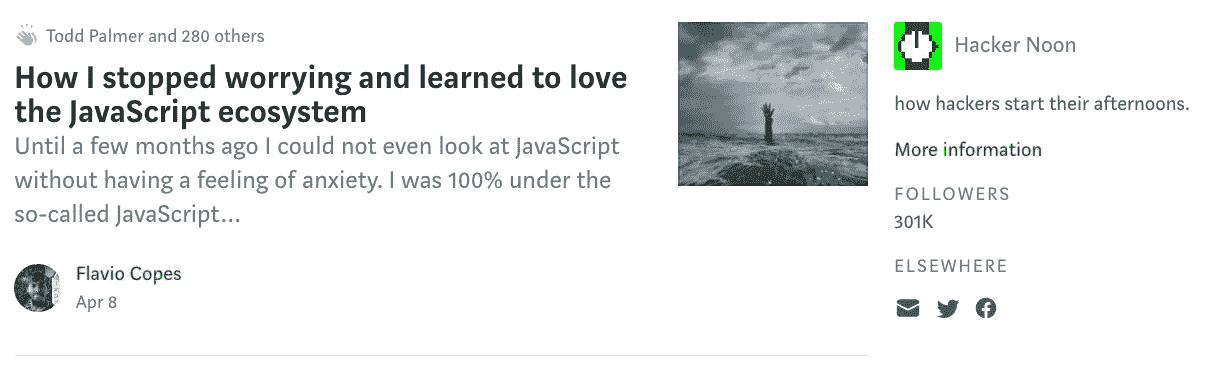 Todd Palmer and 280 others
How I stopped worrying and learned to love
the JavaScript ecosystem
Until a few months ago I could not even look at JavaScript
without having a feeling of anxiety. I was 100% under the
so-called JavaScript...
Flavio Copes
Apr 8
Hacker Noon
how hackers start their afternoons.
More information
FOLLOWERS
301K
ELSEWHERE